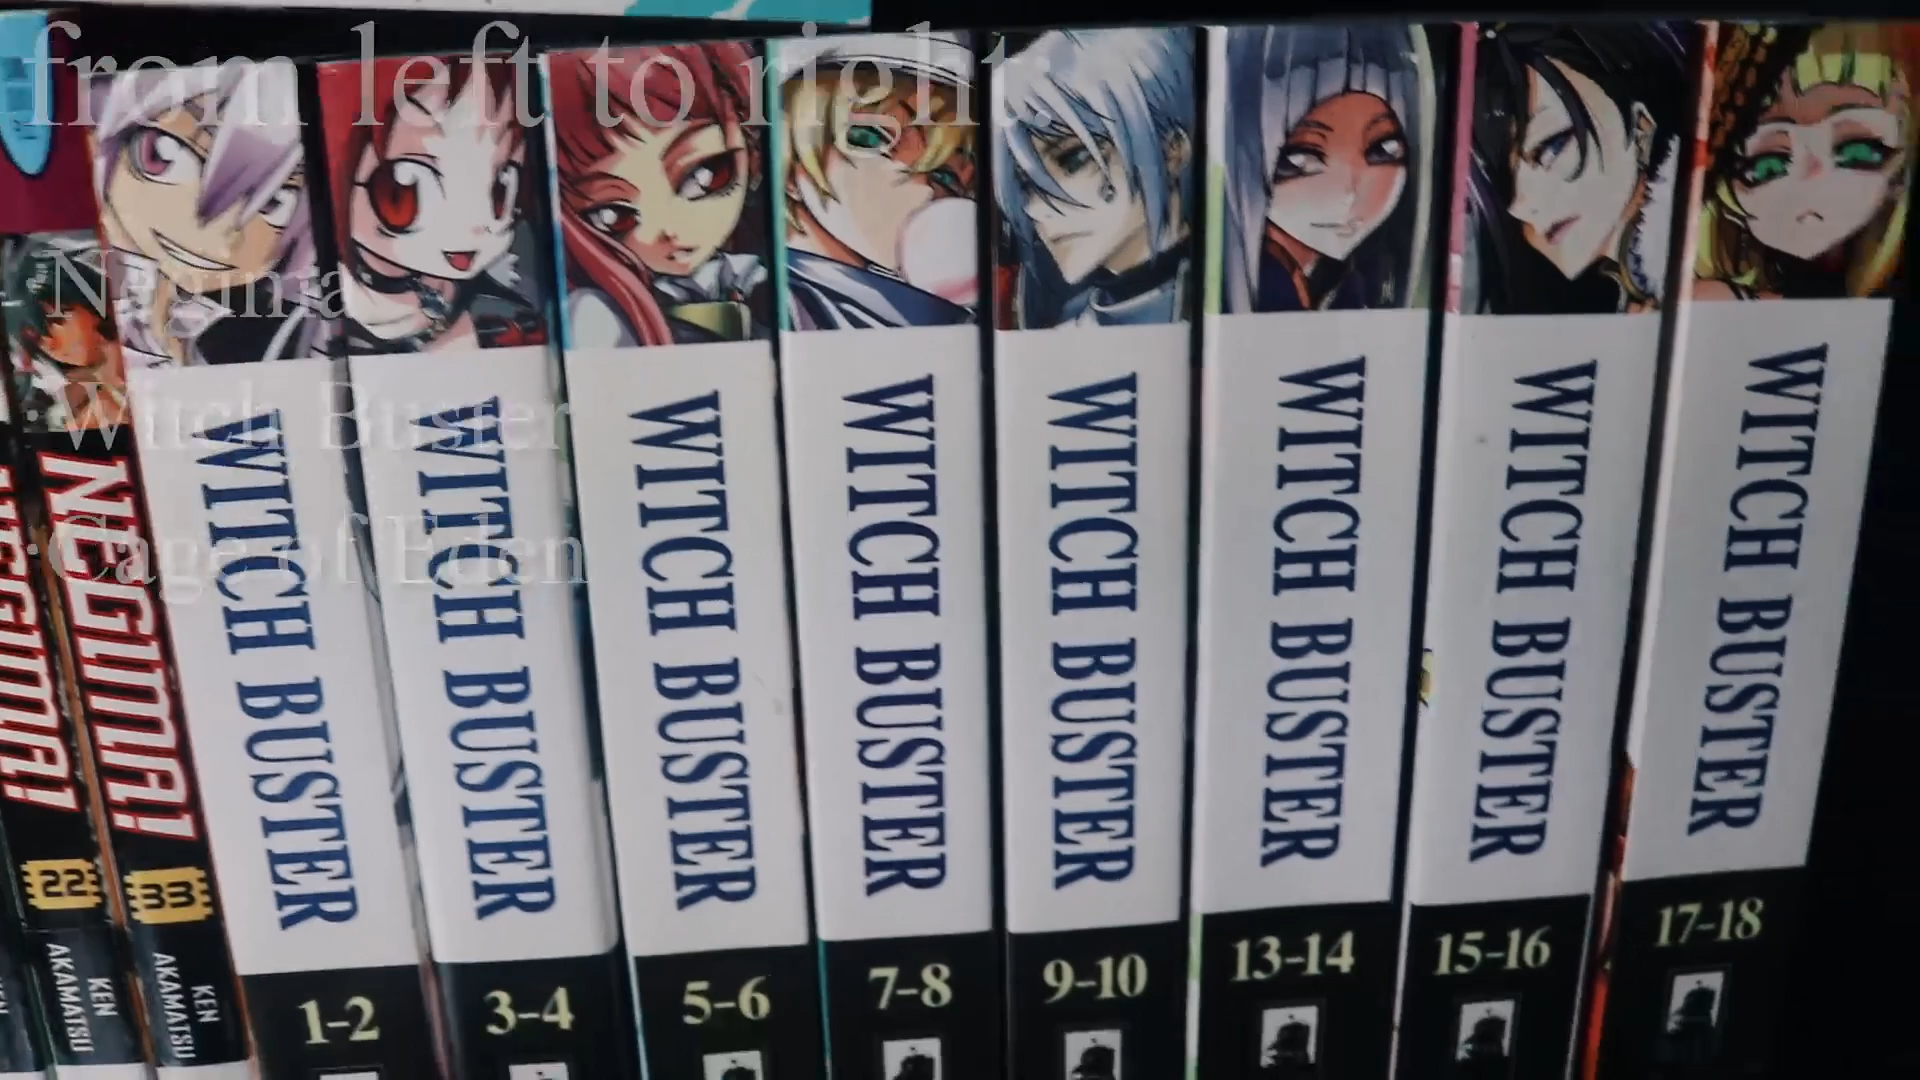 from left to right:
·Negima
·Witch Buster
·Cage of Eden
NEGIMA!
22
KEN
AKAMATSU
NEGIMA!
33
KEN
AKAMATSU
WITCH BUSTER
1-2
WITCH BUSTER
3-4
WITCH BUSTER
5-6
WITCH BUSTER
7-8
WITCH BUSTER
9-10
WITCH BUSTER
13-14
WITCH BUSTER
15-16
WITCH BUSTER
17-18